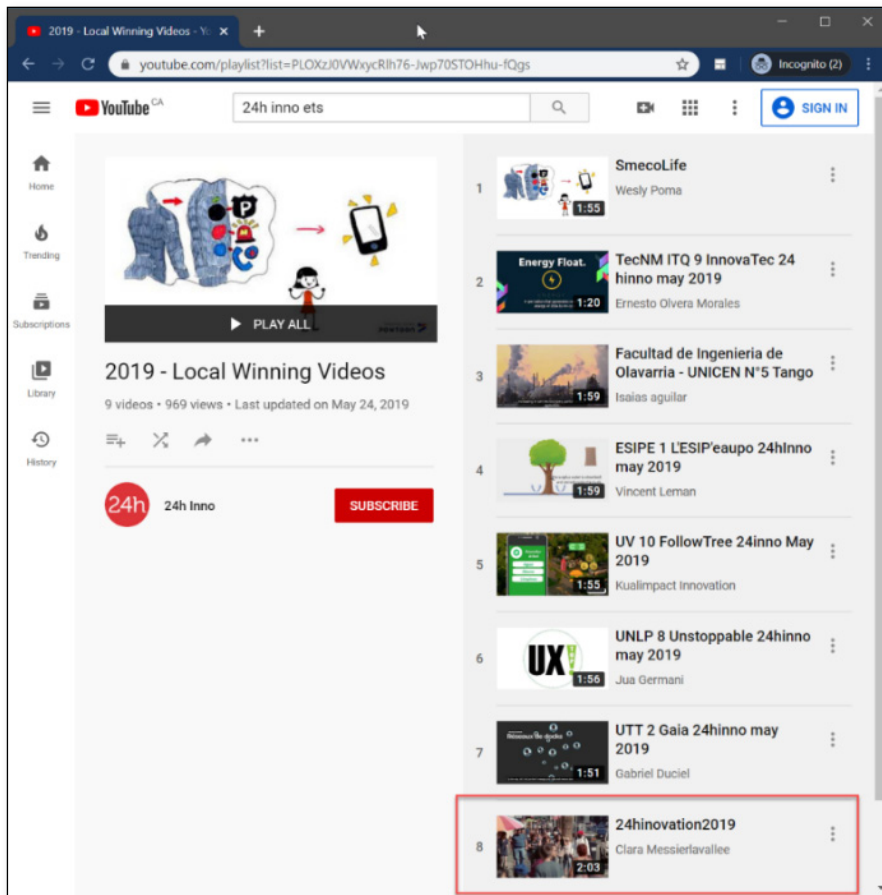 2019 - Local Winning Videos - Yo
youtube.com/playlist?list=PLOXzJ0VWxycRlh76-Jwp70STOHhu-fQgs
Incognito (2)
YouTube CA
24h inno ets
SIGN IN
Home
Trending
Subscriptions
Library
History
P
PLAY ALL
2019 - Local Winning Videos
9 videos • 969 views • Last updated on May 24, 2019
24h
24h Inno
SUBSCRIBE
1
1:55
SmecoLife
Wesly Poma
2
Energy Float.
1:20
TecNM ITQ 9 InnovaTec 24
hinno may 2019
Ernesto Olvera Morales
3
1:59
Facultad de Ingenieria de
Olavarria - UNICEN N°5 Tango
Isaias aguilar
4
1:59
ESIPE 1 L'ESIP'eaupo 24hInno
may 2019
Vincent Leman
5
1:55
UV 10 FollowTree 24inno May
2019
Kualimpact Innovation
6
UX!
1:56
UNLP 8 Unstoppable 24hinno
may 2019
Jua Germani
7
1:51
UTT 2 Gaia 24hinno may
2019
Gabriel Duciel
8
2:03
24hinovation2019
Clara Messierlavallee